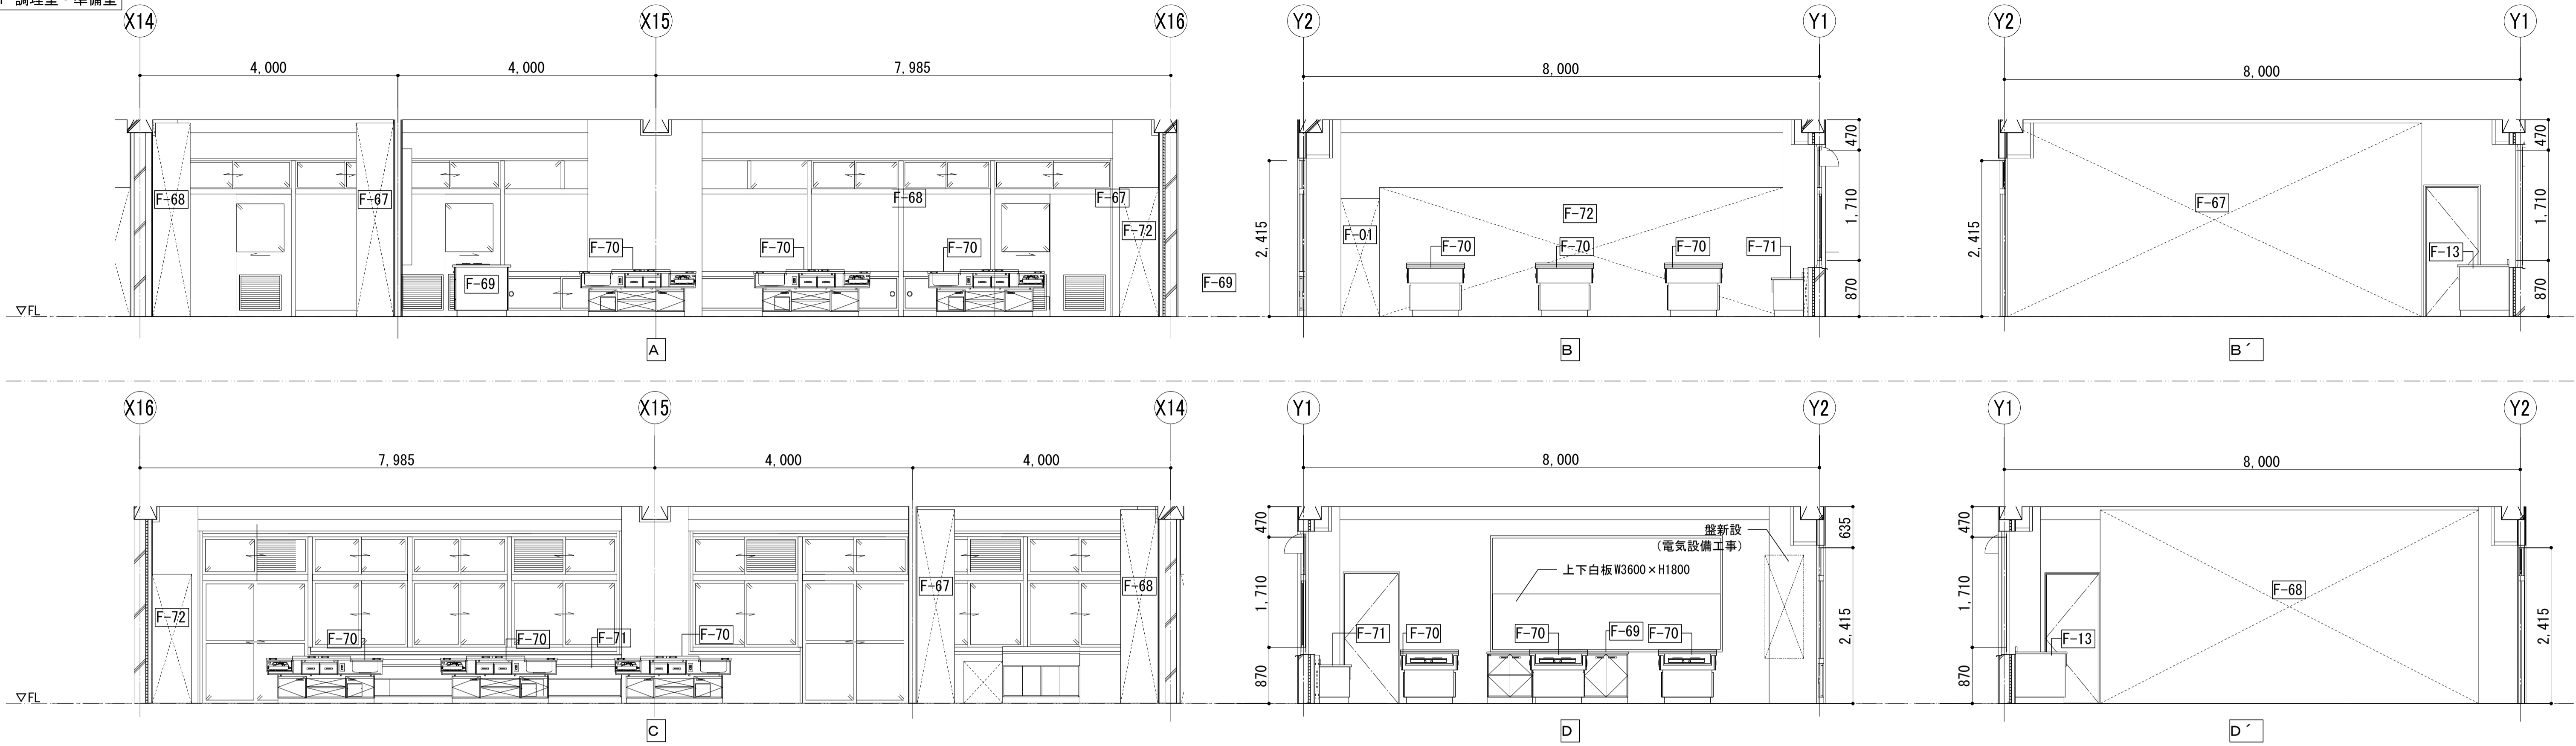 調理室・準備室
X14 X15 X16 Y2 Y1 Y2 Y1
4,000 4,000 7,985 8,000 8,000
F-68 F-67 F-68 F-67 F-72
F-69 F-70 F-70 F-70 F-69
F-01 F-72 F-70 F-70 F-70 F-71
F-67 F-13
2,415 470 1,710 870
2,415 470 1,710 870
▽FL
A B B´
X16 X15 X14 Y1 Y2 Y1 Y2
7,985 4,000 4,000 8,000 8,000
F-72 F-70 F-70 F-71 F-70 F-67 F-68
盤新設
(電気設備工事)
上下白板W3600×H1800
F-71 F-70 F-70 F-69 F-70
F-68 F-13
470 1,710 870 635 2,415
470 1,710 870 2,415
▽FL
C D D´